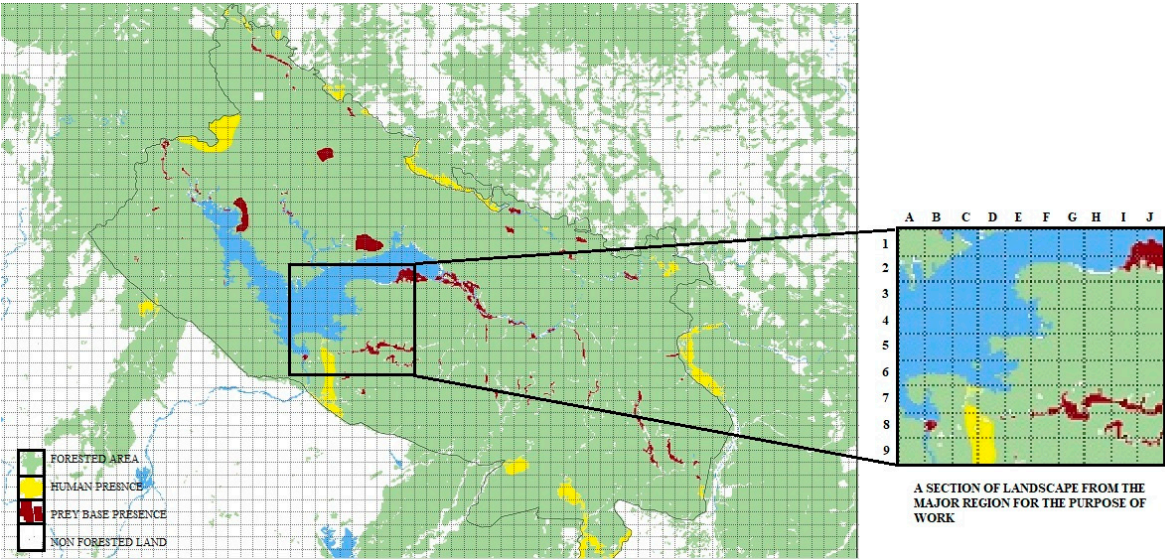 FORESTED AREA
HUMAN PRESNCE
PREY BASE PRESENCE
NON FORESTED LAND
A B C D E F G H I J
1
2
3
4
5
6
7
8
9
A SECTION OF LANDSCAPE FROM THE
MAJOR REGION FOR THE PURPOSE OF
WORK